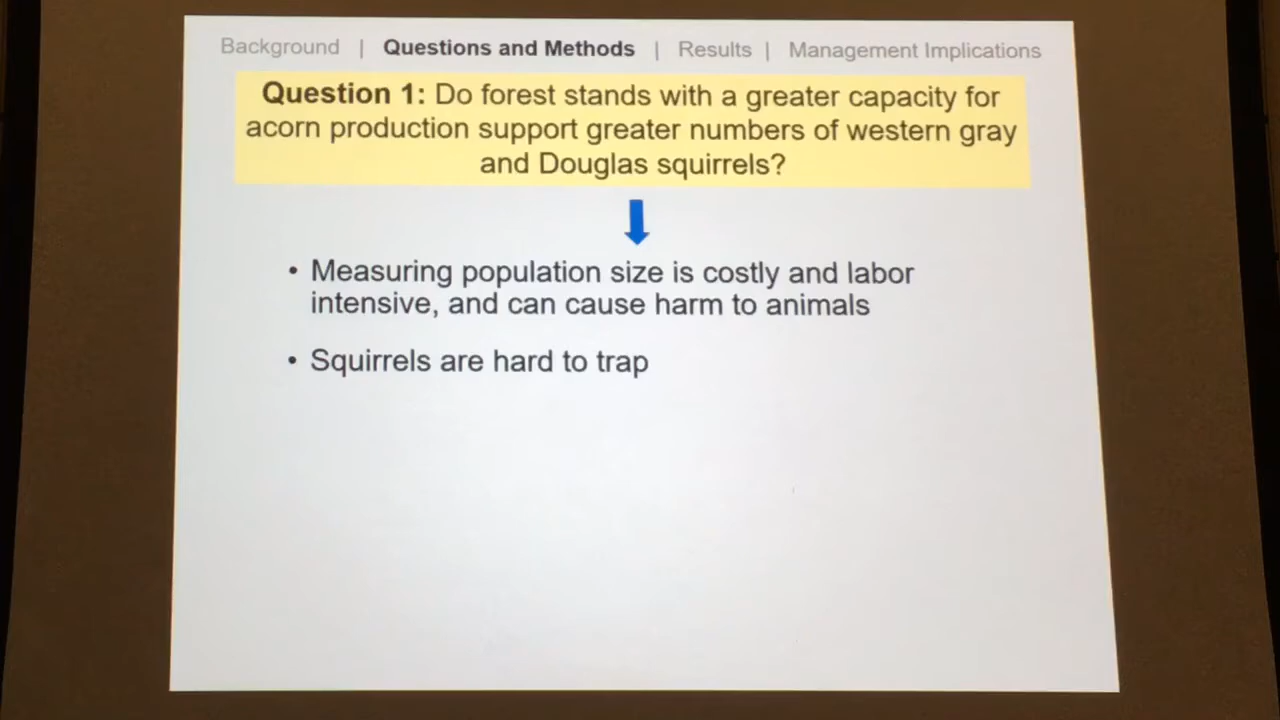 Background | Questions and Methods | Results | Management Implications
Question 1: Do forest stands with a greater capacity for
acorn production support greater numbers of western gray
and Douglas squirrels?
• Measuring population size is costly and labor
intensive, and can cause harm to animals
• Squirrels are hard to trap